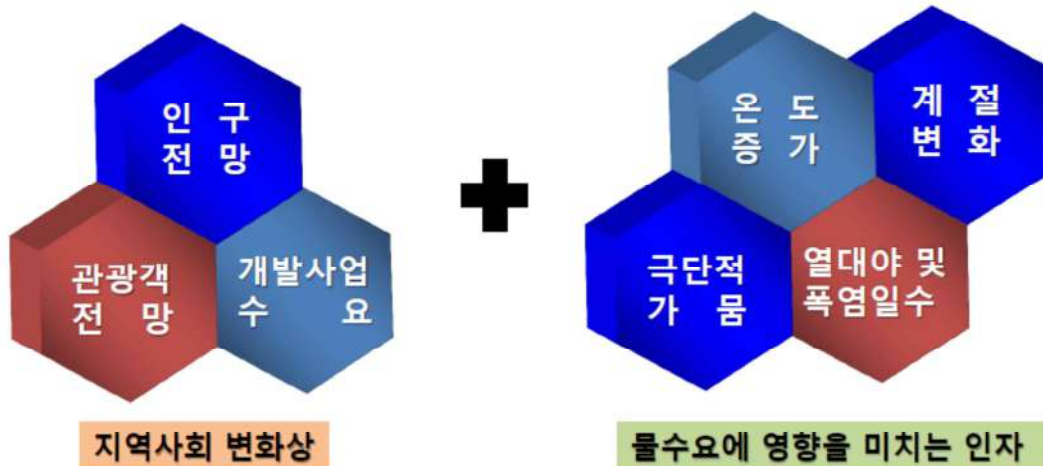 인 구
전 망
관광객
전 망
개발사업
수 요
지역사회 변화상
온 도
증 가
계 절
변 화
극단적
가 뭄
열대야 및
폭염일수
물수요에 영향을 미치는 인자